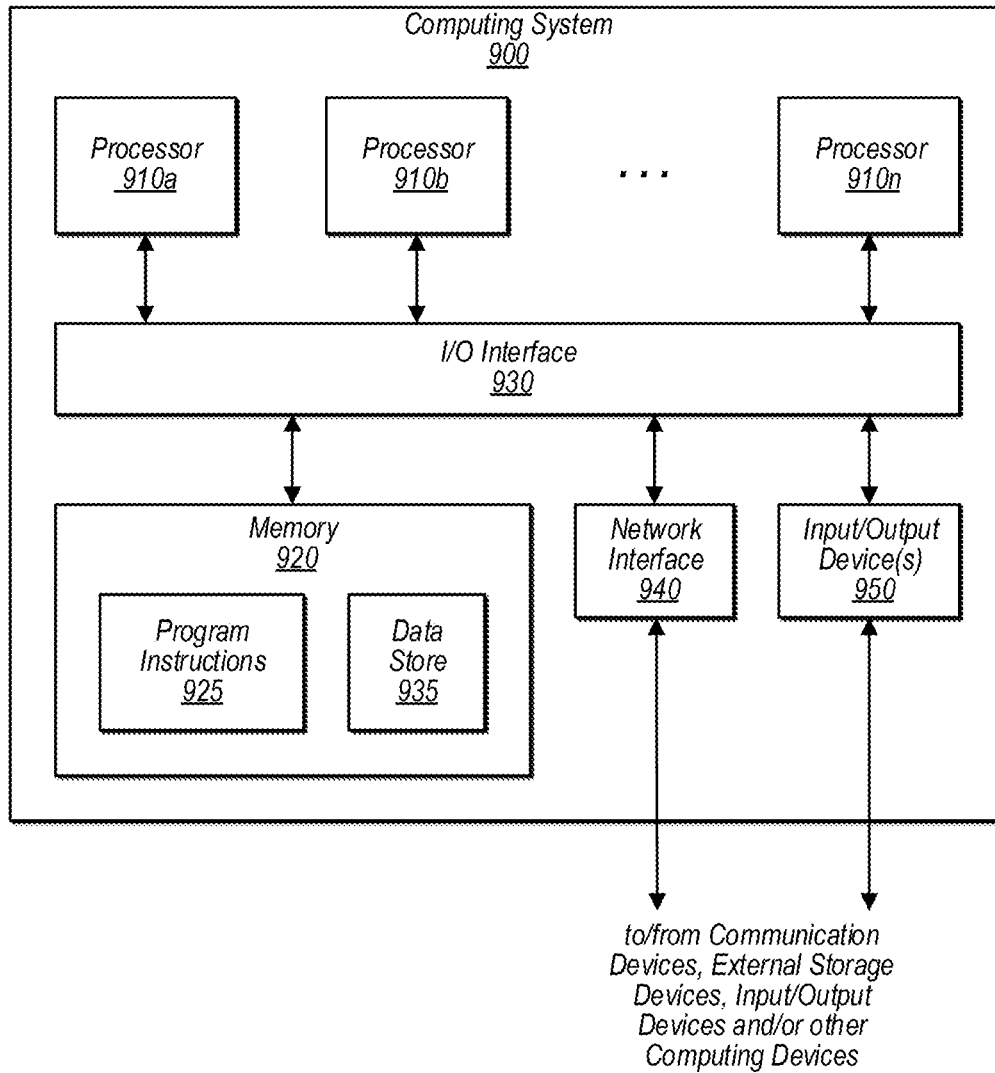 Computing System
900
Processor
910a
Processor
910b
. . .
Processor
910n
I/O Interface
930
Memory
920
Program
Instructions
925
Data
Store
935
Network
Interface
940
Input/Output
Device(s)
950
to/from Communication
Devices, External Storage
Devices, Input/Output
Devices and/or other
Computing Devices